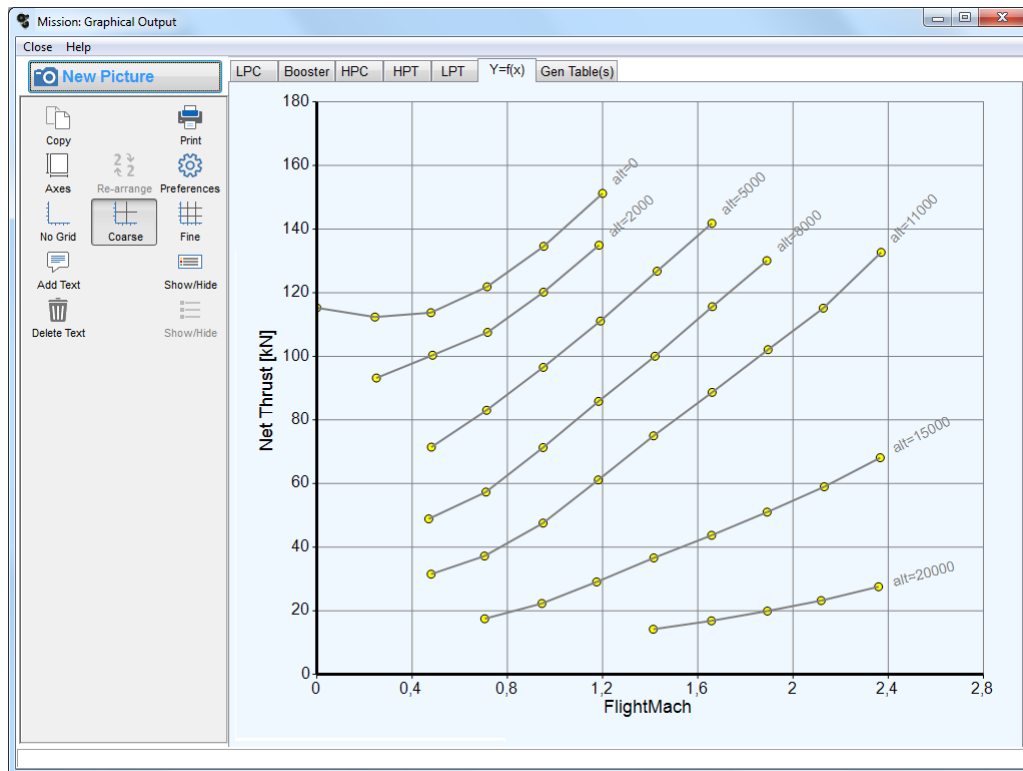 Mission: Graphical Output
Close Help
New Picture
Copy
Print
Axes
Re-arrange
Preferences
No Grid
Coarse
Fine
Add Text
Show/Hide
Delete Text
Show/Hide
LPC Booster HPC HPT LPT Y=f(x) Gen Table(s)
Net Thrust [kN]
180
160
140
120
100
80
60
40
20
0
alt=0
alt=2000
alt=5000
alt=8000
alt=11000
alt=15000
alt=20000
0 0,4 0,8 1,2 1,6 2 2,4 2,8
FlightMach